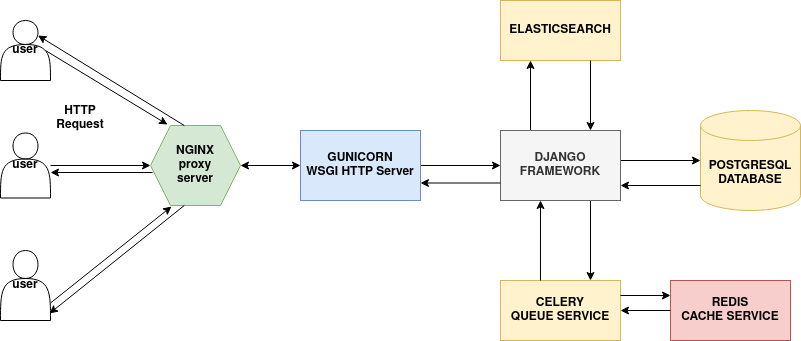 user
HTTP
Request
user
user
NGINX
proxy
server
GUNICORN
WSGI HTTP Server
ELASTICSEARCH
DJANGO
FRAMEWORK
POSTGRESQL
DATABASE
CELERY
QUEUE SERVICE
REDIS
CACHE SERVICE